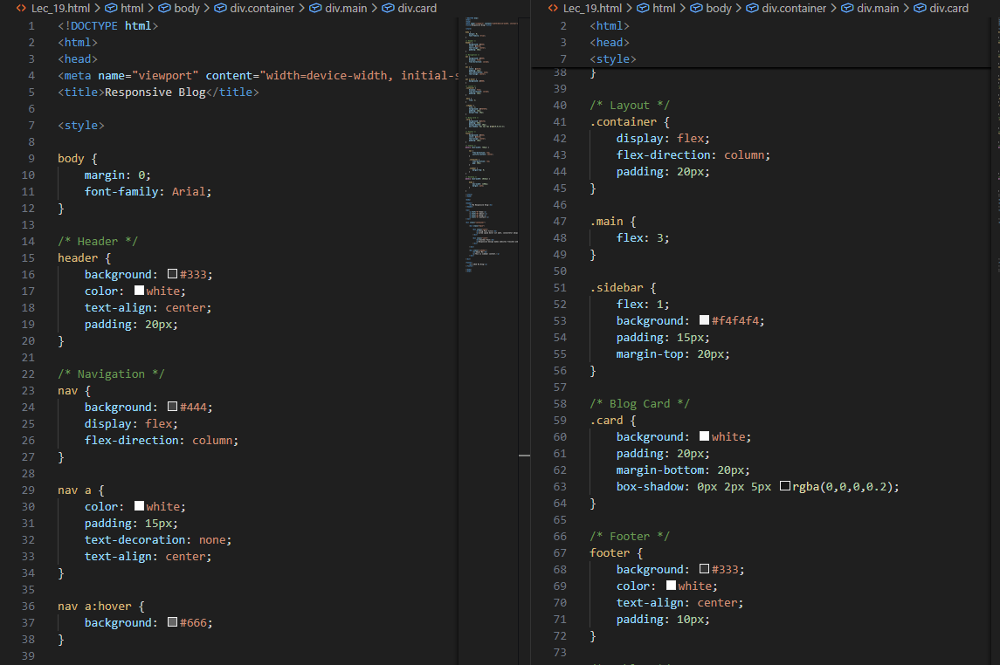 Lec_19.html > html > body > div.container > div.main > div.card
1 <!DOCTYPE html>
2 <html>
3 <head>
4 <meta name="viewport" content="width=device-width, initial-s
5 <title>Responsive Blog</title>
6
7 <style>
8
9 body {
10 margin: 0;
11 font-family: Arial;
12 }
13
14 /* Header */
15 header {
16 background: #333;
17 color: white;
18 text-align: center;
19 padding: 20px;
20 }
21
22 /* Navigation */
23 nav {
24 background: #444;
25 display: flex;
26 flex-direction: column;
27 }
28
29 nav a {
30 color: white;
31 padding: 15px;
32 text-decoration: none;
33 text-align: center;
34 }
35
36 nav a:hover {
37 background: #666;
38 }
39
Lec_19.html > html > body > div.container > div.main > div.card
2 <html>
3 <head>
7 <style>
38 }
39
40 /* Layout */
41 .container {
42 display: flex;
43 flex-direction: column;
44 padding: 20px;
45 }
46
47 .main {
48 flex: 3;
49 }
50
51 .sidebar {
52 flex: 1;
53 background: #f4f4f4;
54 padding: 15px;
55 margin-top: 20px;
56 }
57
58 /* Blog Card */
59 .card {
60 background: white;
61 padding: 20px;
62 margin-bottom: 20px;
63 box-shadow: 0px 2px 5px rgba(0,0,0,0.2);
64 }
65
66 /* Footer */
67 footer {
68 background: #333;
69 color: white;
70 text-align: center;
71 padding: 10px;
72 }
73